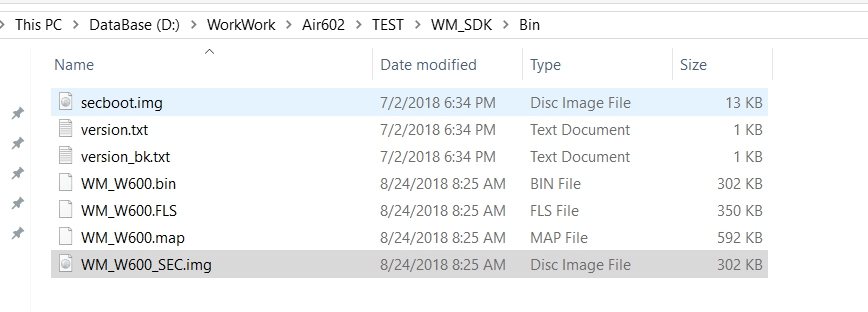 This PC > DataBase (D:) > WorkWork > Air602 > TEST > WM_SDK > Bin
Name Date modified Type Size
secboot.img 7/2/2018 6:34 PM Disc Image File 13 KB
version.txt 7/2/2018 6:34 PM Text Document 1 KB
version_bk.txt 7/2/2018 6:34 PM Text Document 1 KB
WM_W600.bin 8/24/2018 8:25 AM BIN File 302 KB
WM_W600.FLS 8/24/2018 8:25 AM FLS File 350 KB
WM_W600.map 8/24/2018 8:25 AM MAP File 592 KB
WM_W600_SEC.img 8/24/2018 8:25 AM Disc Image File 302 KB